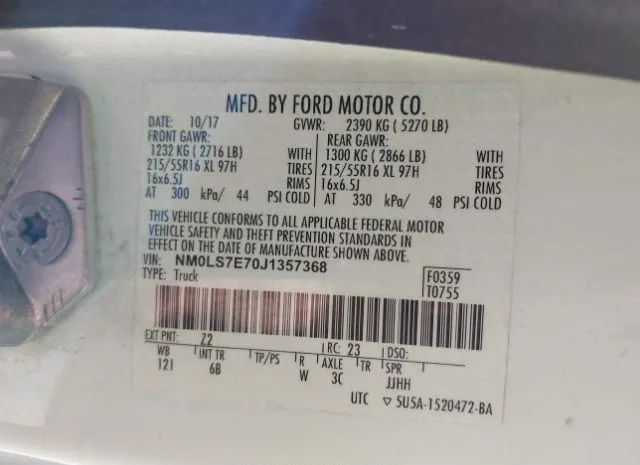 MFD. BY FORD MOTOR CO.
DATE: 10/17 GVWR: 2390 KG ( 5270 LB)
FRONT GAWR: REAR GAWR:
1232 KG ( 2716 LB) WITH 1300 KG ( 2866 LB) WITH
215/55R16 XL 97H TIRES 215/55R16 XL 97H TIRES
16x6.5J RIMS 16x6.5J RIMS
AT 300 kPa/ 44 PSI COLD AT 330 kPa/ 48 PSI COLD
THIS VEHICLE CONFORMS TO ALL APPLICABLE FEDERAL MOTOR
VEHICLE SAFETY AND THEFT PREVENTION STANDARDS IN
EFFECT ON THE DATE OF MANUFACTURE SHOWN ABOVE.
VIN: NM0LS7E70J1357368
TYPE: Truck
F0359
T0755
EXT PNT: Z2 RC: 23 DSO:
WB INT TR TP/PS R AXLE TR SPR
121 6B W 3C JJHH
UTC ▽ 5U5A-1520472-BA